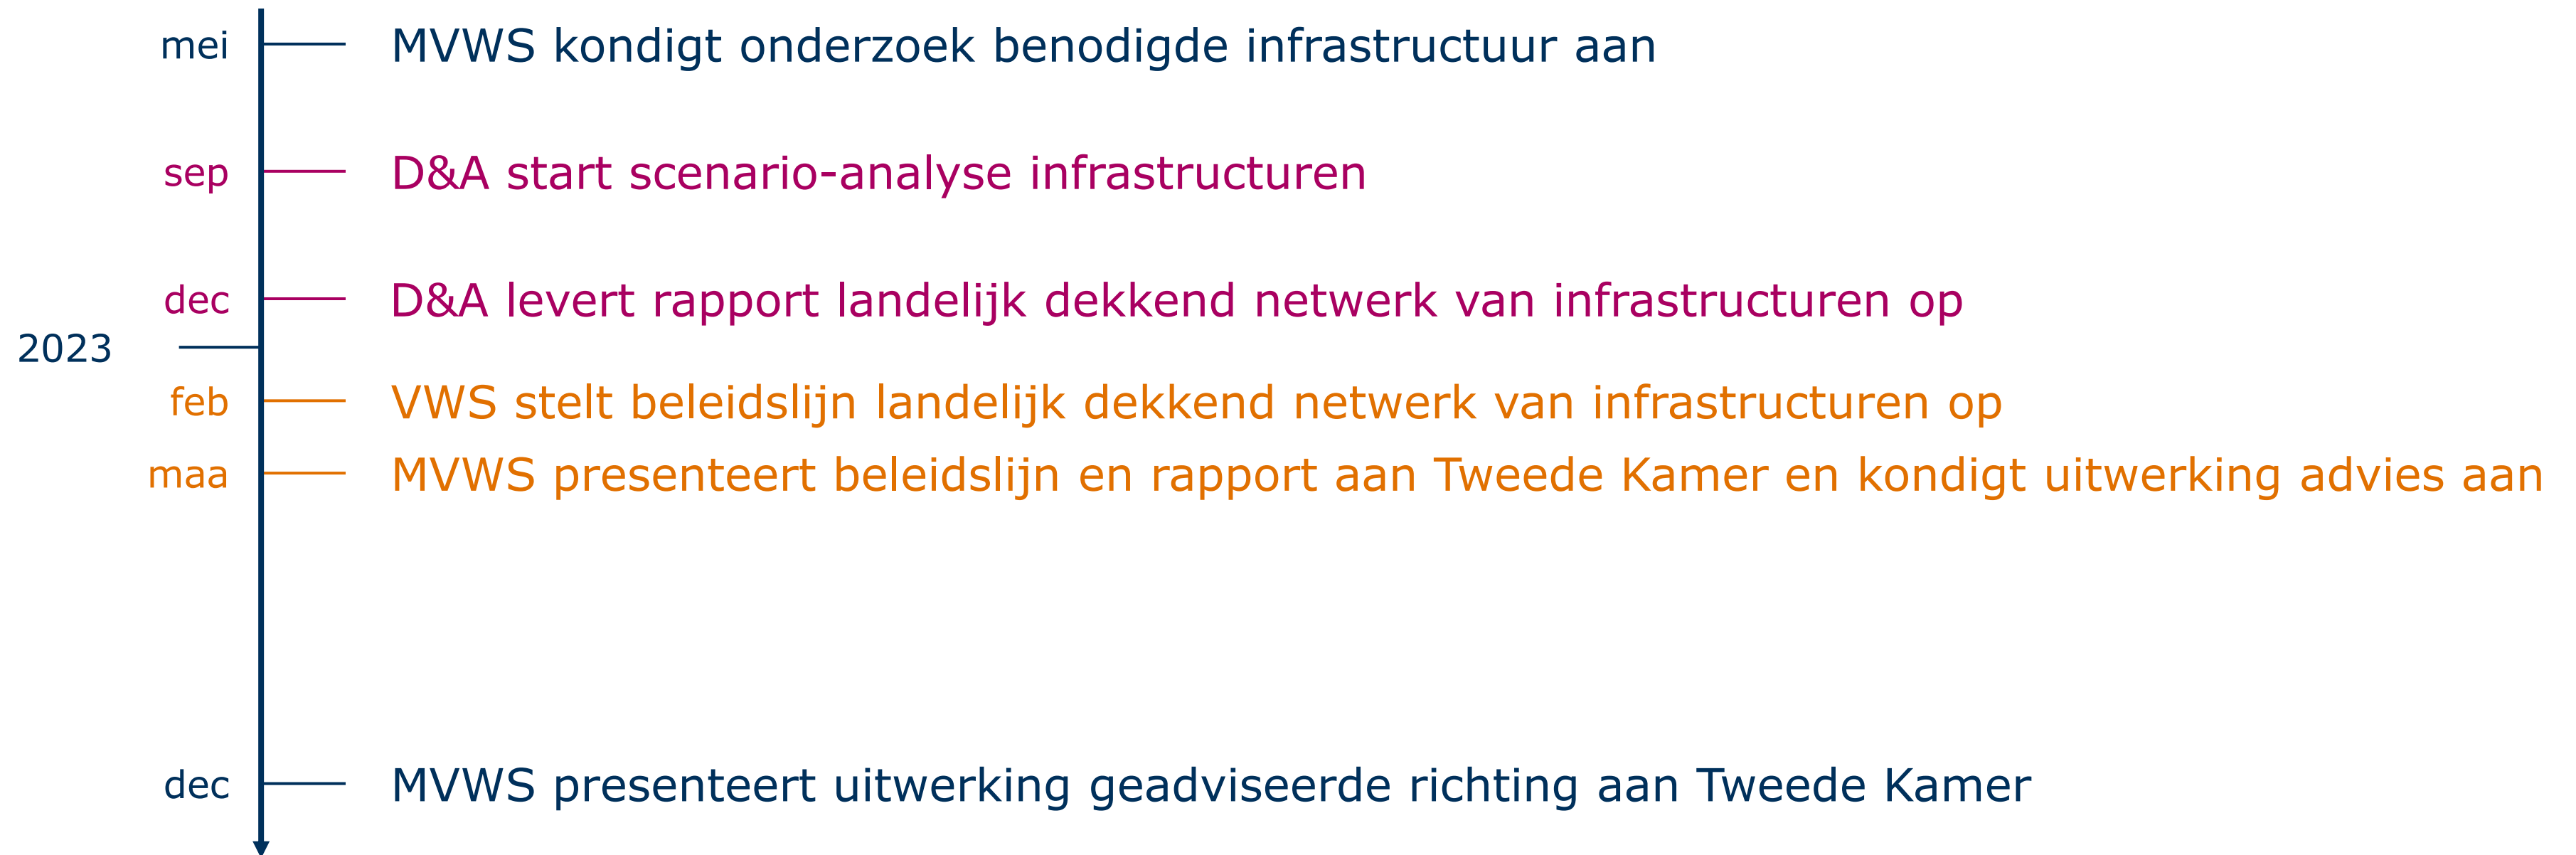 mei MVWS kondigt onderzoek benodigde infrastructuur aan
sep D&A start scenario-analyse infrastructuren
dec D&A levert rapport landelijk dekkend netwerk van infrastructuren op
2023
feb VWS stelt beleidslijn landelijk dekkend netwerk van infrastructuren op
maa MVWS presenteert beleidslijn en rapport aan Tweede Kamer en kondigt uitwerking advies aan
dec MVWS presenteert uitwerking geadviseerde richting aan Tweede Kamer